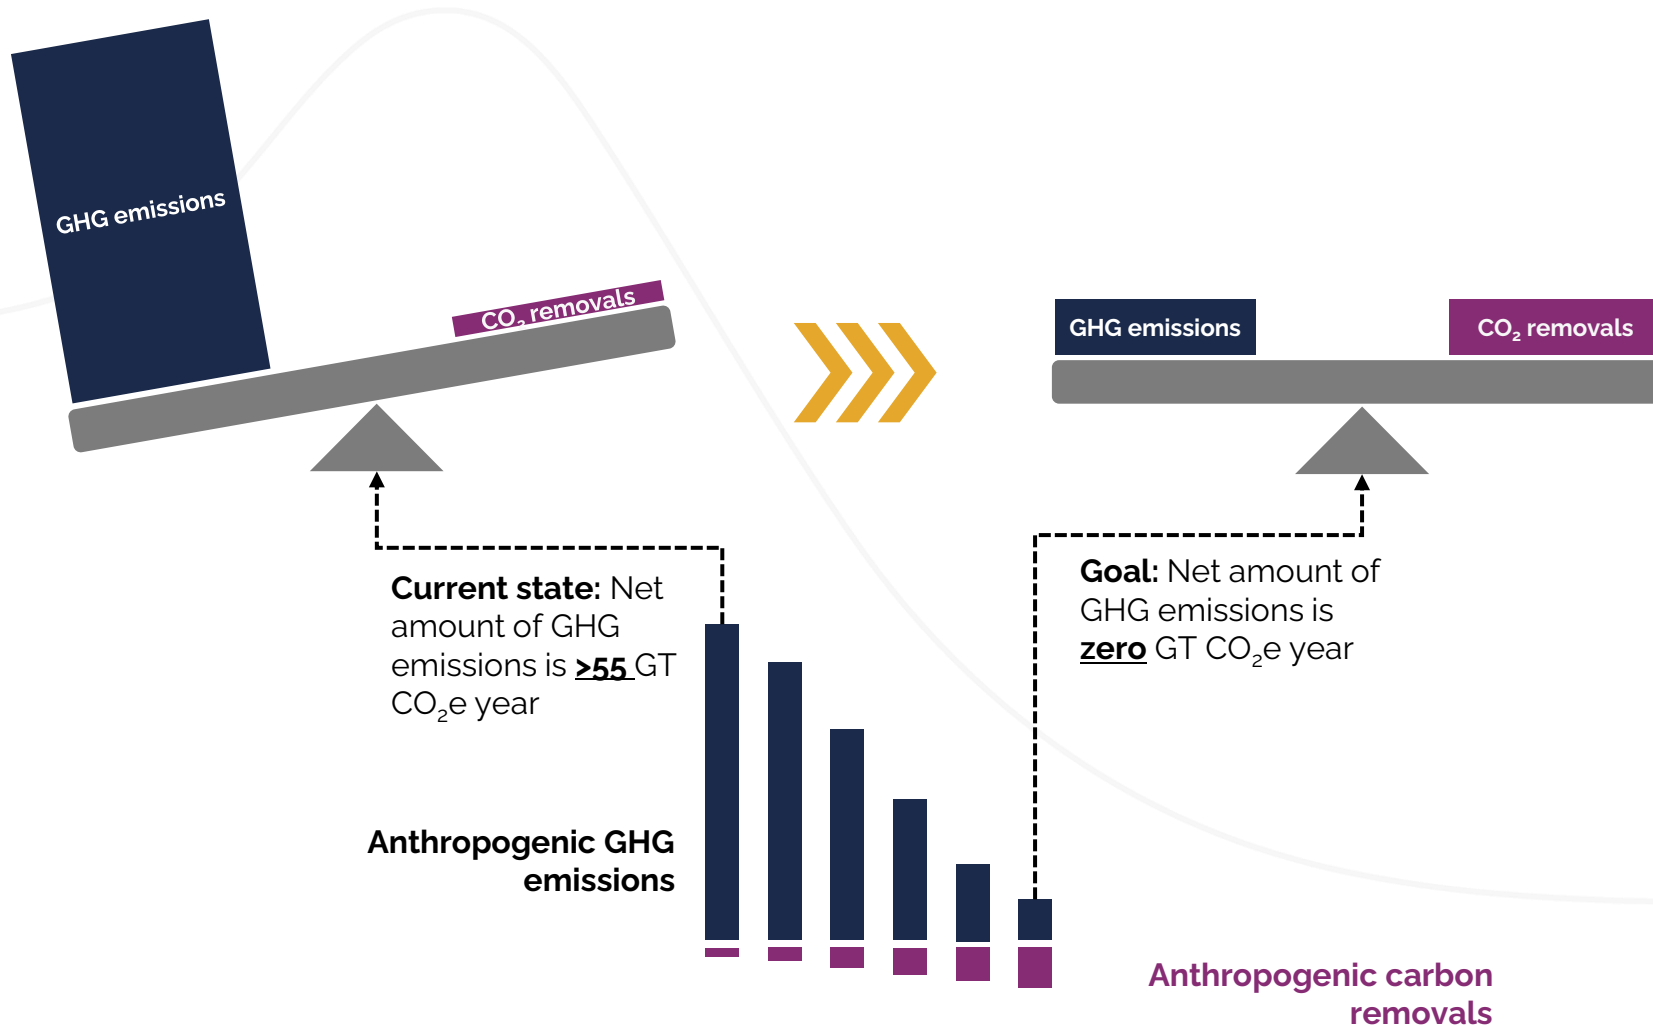 GHG emissions
CO₂ removals
GHG emissions
CO₂ removals
Current state: Net
amount of GHG
emissions is >55 GT
CO₂e year
Goal: Net amount of
GHG emissions is
zero GT CO₂e year
Anthropogenic GHG
emissions
Anthropogenic carbon
removals